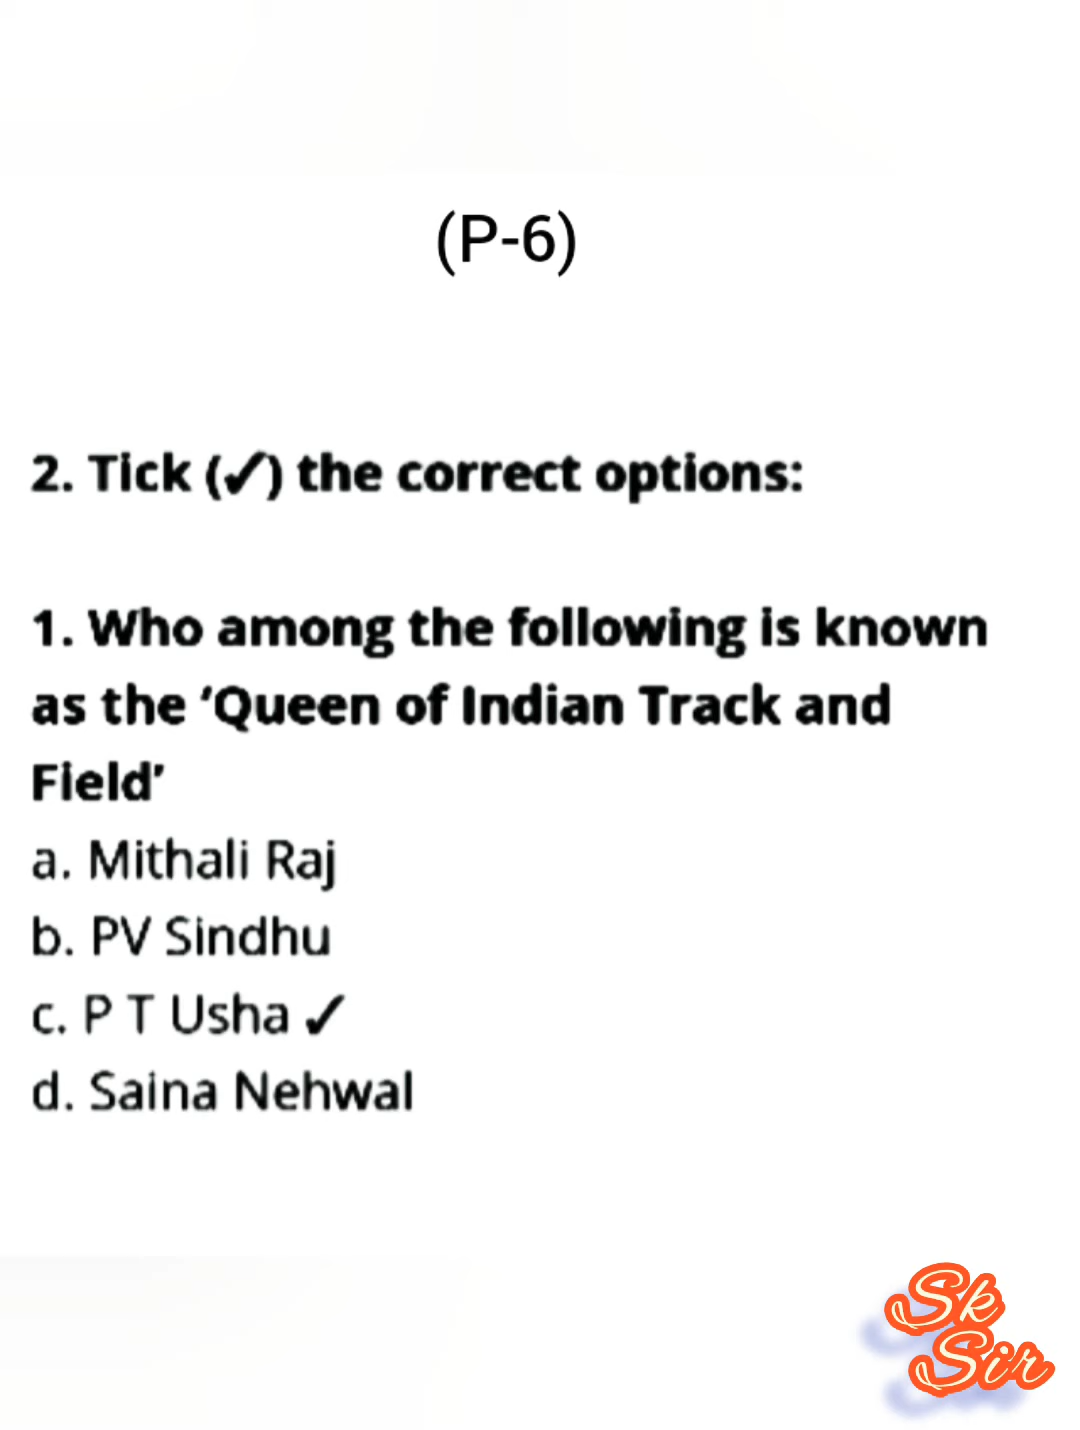 (P-6)
2. Tick (✓) the correct options:
1. Who among the following is known
as the ‘Queen of Indian Track and
Field’
a. Mithali Raj
b. PV Sindhu
c. P T Usha ✓
d. Saina Nehwal
Sk
Sir